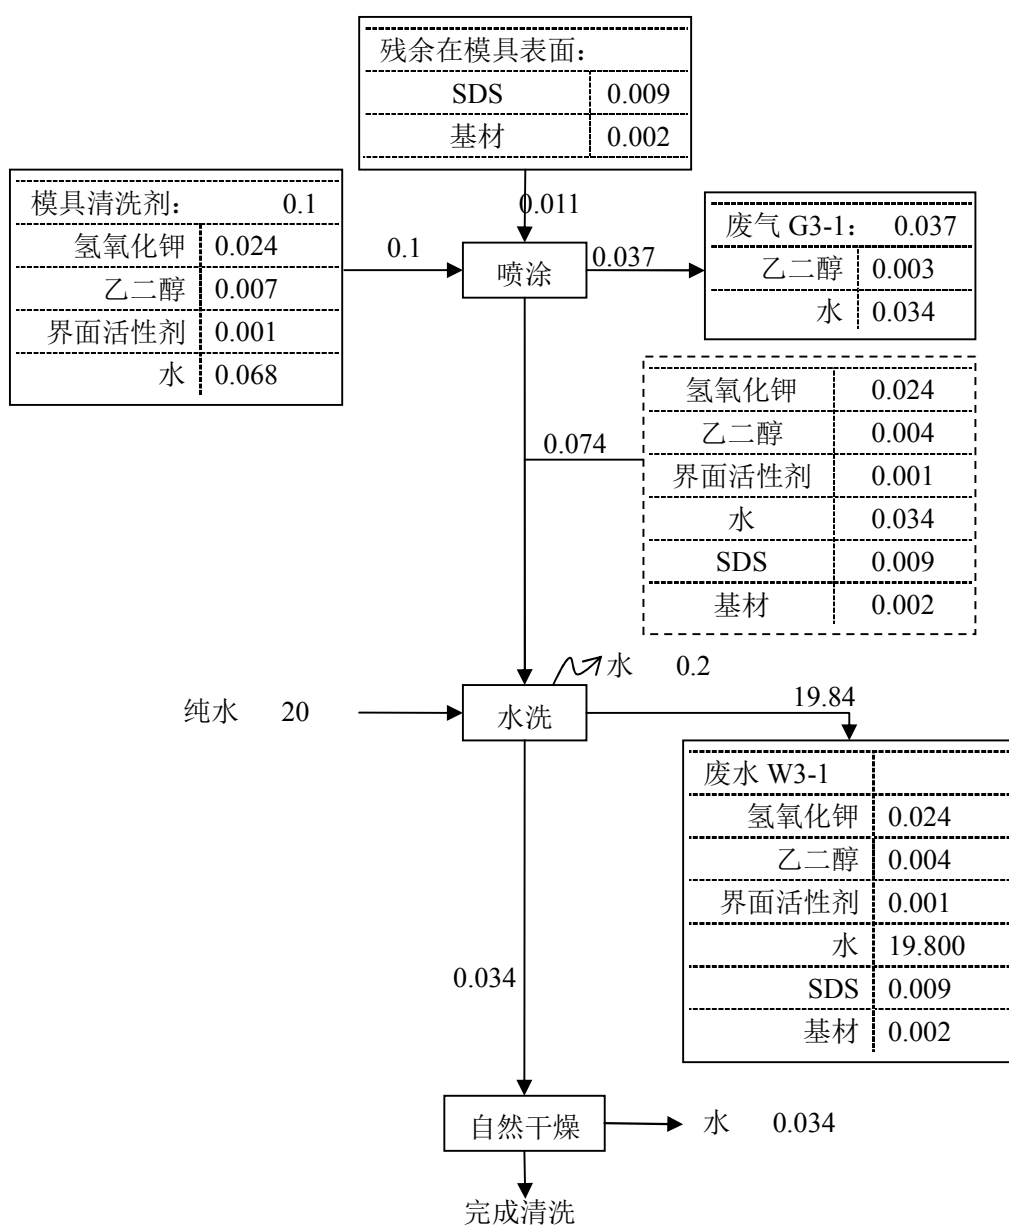 残余在模具表面：
SDS 0.009
基材 0.002
0.011
模具清洗剂： 0.1
氢氧化钾 0.024
乙二醇 0.007
界面活性剂 0.001
水 0.068
0.1
喷涂
0.037
废气 G3-1： 0.037
乙二醇 0.003
水 0.034
0.074
氢氧化钾 0.024
乙二醇 0.004
界面活性剂 0.001
水 0.034
SDS 0.009
基材 0.002
水 0.2
纯水 20
水洗
19.84
废水 W3-1
氢氧化钾 0.024
乙二醇 0.004
界面活性剂 0.001
水 19.800
SDS 0.009
基材 0.002
0.034
自然干燥
水 0.034
完成清洗